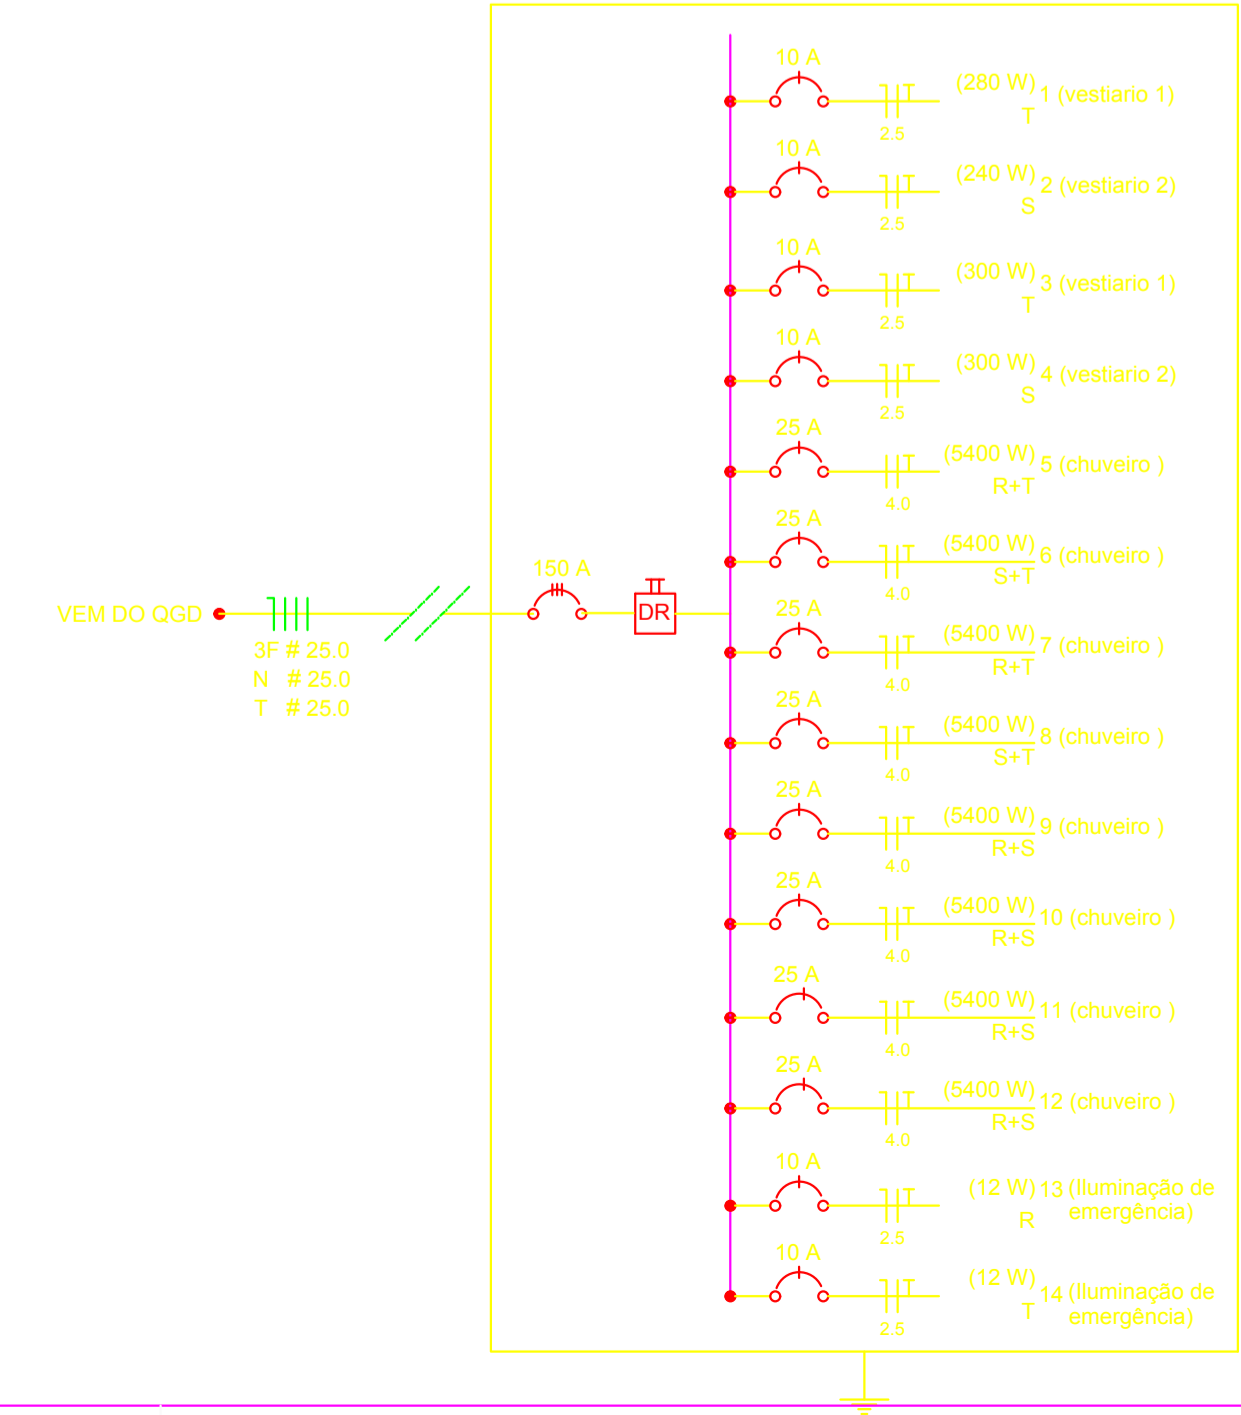 10 A
(280 W) 1 (vestiario 1)
T
T
2.5
10 A
(240 W) 2 (vestiario 2)
T
S
2.5
10 A
(300 W) 3 (vestiario 1)
T
T
2.5
10 A
(300 W) 4 (vestiario 2)
T
S
2.5
25 A
(5400 W) 5 (chuveiro )
T
R+T
4.0
25 A
(5400 W) 6 (chuveiro )
T
S+T
4.0
150 A
VEM DO QGD
DR
3F # 25.0
N # 25.0
T # 25.0
25 A
(5400 W) 7 (chuveiro )
T
R+T
4.0
25 A
(5400 W) 8 (chuveiro )
T
S+T
4.0
25 A
(5400 W) 9 (chuveiro )
T
R+S
4.0
25 A
(5400 W) 10 (chuveiro )
T
R+S
4.0
25 A
(5400 W) 11 (chuveiro )
T
R+S
4.0
25 A
(5400 W) 12 (chuveiro )
T
R+S
4.0
10 A
(12 W) 13 (Iluminação de
emergência)
T
R
2.5
10 A
(12 W) 14 (Iluminação de
emergência)
T
T
2.5